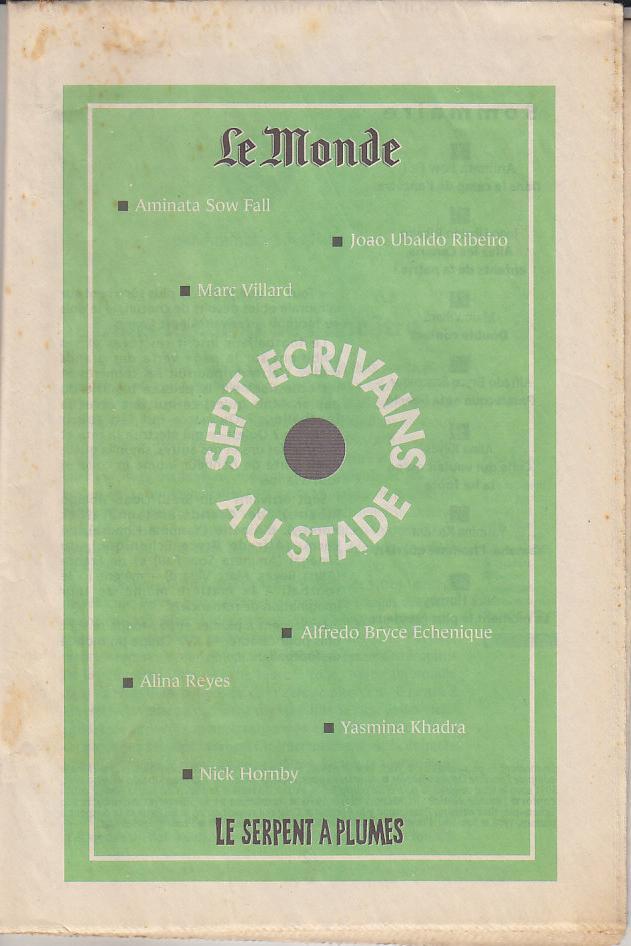 Le Monde
Aminata Sow Fall
Joao Ubaldo Ribeiro
Marc Villard
SEPT ECRIVAINS
AU STADE
Alfredo Bryce Echenique
Alina Reyes
Yasmina Khadra
Nick Hornby
LE SERPENT A PLUMES